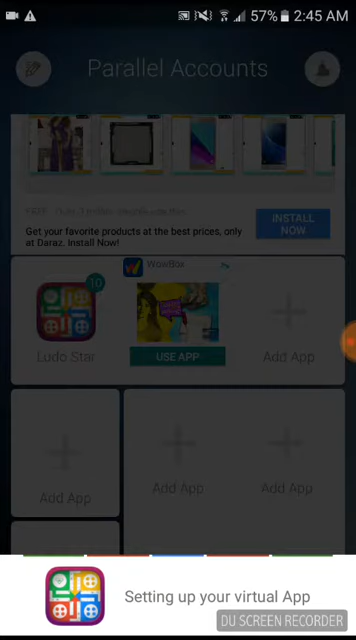 57% 2:45 AM
Parallel Accounts
Get your favorite products at the best prices, only
at Daraz. Install Now!
INSTALL
NOW
10
Ludo Star
WowBox
USE APP
Add App
Add App
Add App
Add App
Setting up your virtual App
DU SCREEN RECORDER